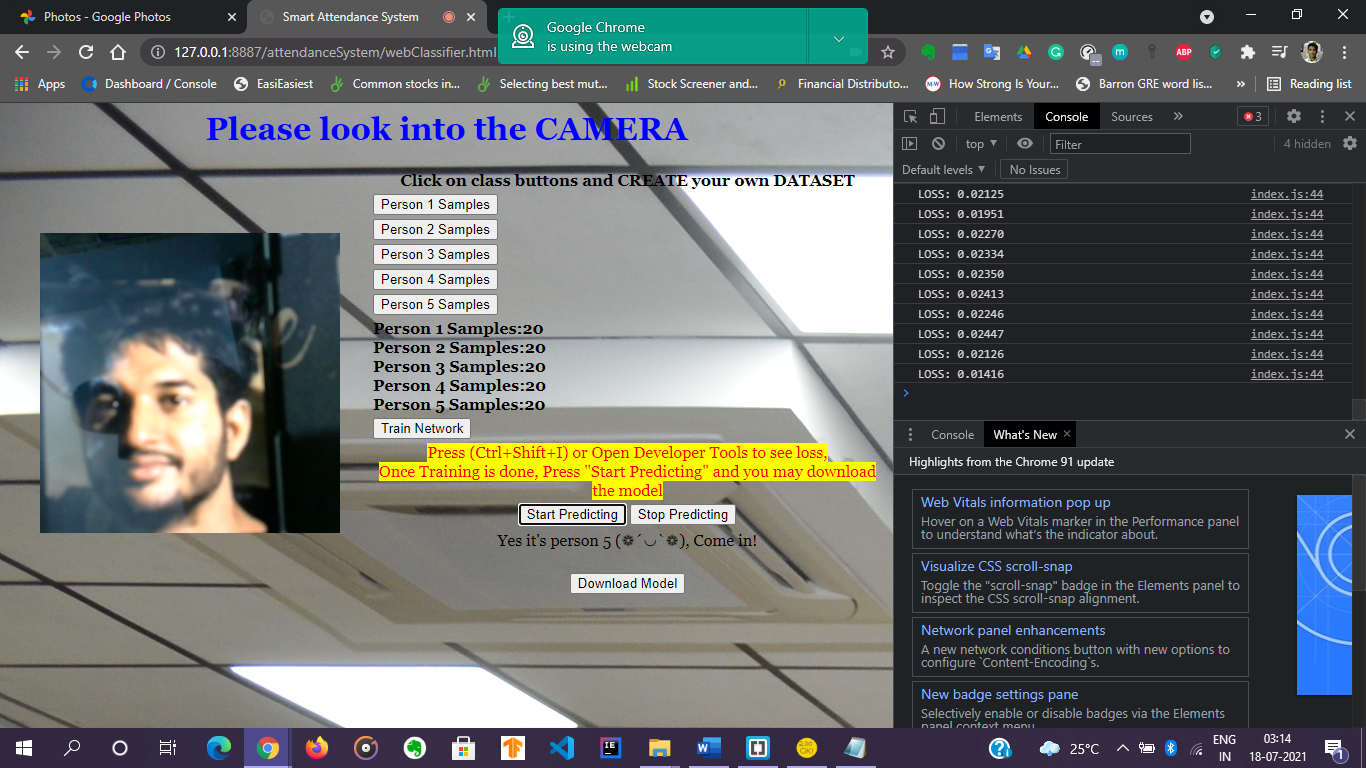 Photos - Google Photos
Smart Attendance System
Google Chrome
is using the webcam
127.0.0.1:8887/attendanceSystem/webClassifier.html
ABP
Apps
Dashboard / Console
EasiEasiest
Common stocks in...
Selecting best mut...
Stock Screener and...
Financial Distributo...
How Strong Is Your...
Barron GRE word lis...
»
Reading list
Please look into the CAMERA
Click on class buttons and CREATE your own DATASET
Person 1 Samples
Person 2 Samples
Person 3 Samples
Person 4 Samples
Person 5 Samples
Person 1 Samples:20
Person 2 Samples:20
Person 3 Samples:20
Person 4 Samples:20
Person 5 Samples:20
Train Network
Press (Ctrl+Shift+I) or Open Developer Tools to see loss,
Once Training is done, Press "Start Predicting" and you may download
the model
Start Predicting
Stop Predicting
Yes it's person 5 (❁´◡`❁), Come in!
Download Model
Elements
Console
Sources
»
3
top
Filter
4 hidden
Default levels
No Issues
LOSS: 0.02125 index.js:44
LOSS: 0.01951 index.js:44
LOSS: 0.02270 index.js:44
LOSS: 0.02334 index.js:44
LOSS: 0.02350 index.js:44
LOSS: 0.02413 index.js:44
LOSS: 0.02246 index.js:44
LOSS: 0.02447 index.js:44
LOSS: 0.02126 index.js:44
LOSS: 0.01416 index.js:44
Console
What's New
Highlights from the Chrome 91 update
Web Vitals information pop up
Hover on a Web Vitals marker in the Performance panel
to understand what's the indicator about.
Visualize CSS scroll-snap
Toggle the "scroll-snap" badge in the Elements panel to
inspect the CSS scroll-snap alignment.
Network panel enhancements
A new network conditions button with new options to
configure `Content-Encoding`s.
New badge settings pane
Selectively enable or disable badges via the Elements
panel context menu.
25°C
ENG
IN
03:14
18-07-2021
1